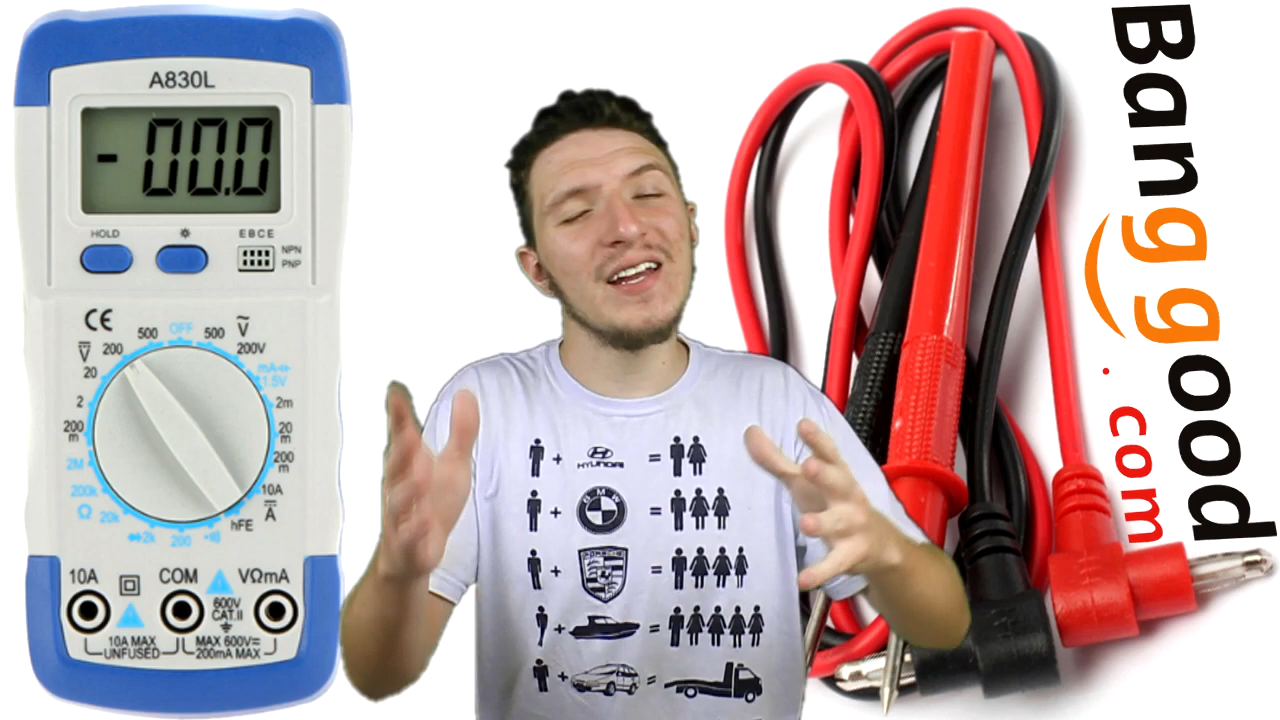 A830L
- 00.0
HOLD
EBCE
NPN
PNP
CE
500
OFF
500
V
V
200
200V
20
mA
1.5V
2
2m
200
m
20
m
2M
200
m
200k
10A
Ω
20k
A
hFE
2k
200
10A
COM
VΩmA
600V
CAT.II
10A MAX
UNFUSED
MAX 600V
200mA MAX
+ HYUNDAI =
+ BMW =
+ PORSCHE =
+ =
+ =
Banggood
.com